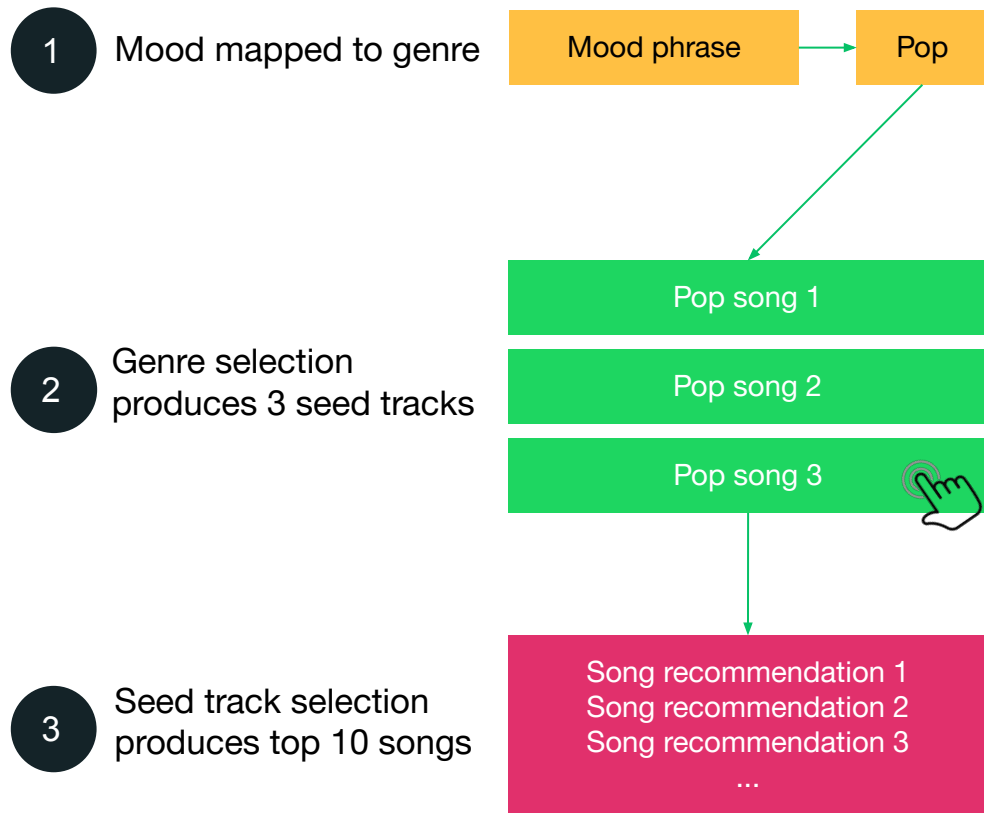 1
Mood mapped to genre
Mood phrase
Pop
2
Genre selection
produces 3 seed tracks
Pop song 1
Pop song 2
Pop song 3
3
Seed track selection
produces top 10 songs
Song recommendation 1
Song recommendation 2
Song recommendation 3
...